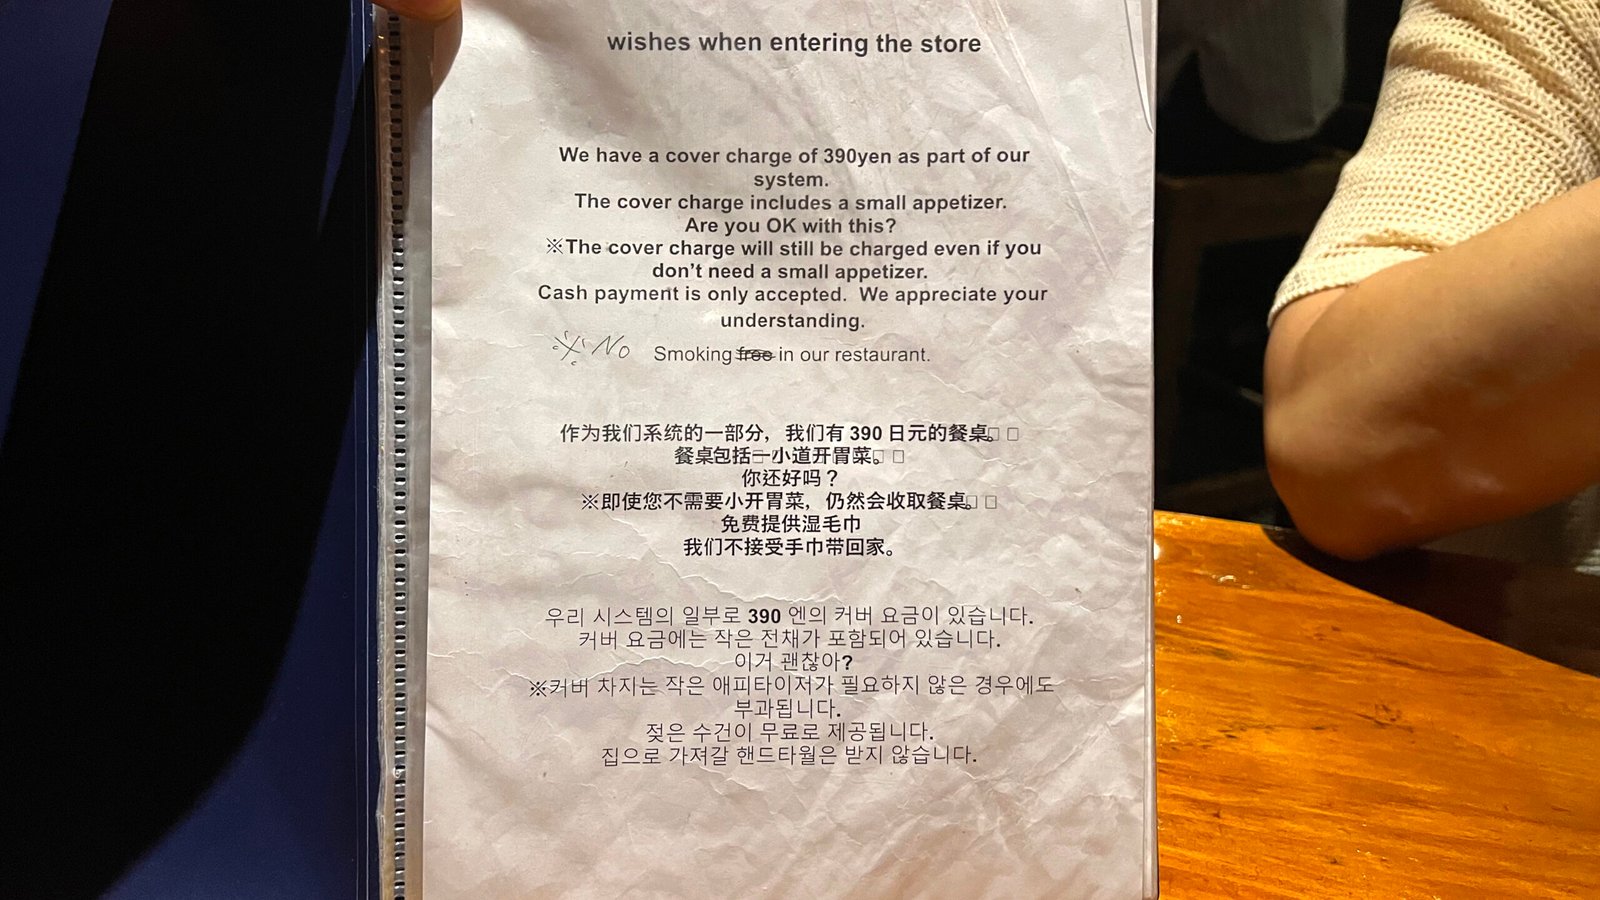 wishes when entering the store
We have a cover charge of 390yen as part of our
system.
The cover charge includes a small appetizer.
Are you OK with this?
※The cover charge will still be charged even if you
don't need a small appetizer.
Cash payment is only accepted.  We appreciate your
understanding.
※ No Smoking free in our restaurant.
作为我们系统的一部分，我们有 390 日元的餐桌。□ □
餐桌包括一小道开胃菜。□ □
你还好吗？
※即使您不需要小开胃菜，仍然会收取餐桌。□ □
免费提供湿毛巾
我们不接受手巾带回家。
우리 시스템의 일부로 390 엔의 커버 요금이 있습니다.
커버 요금에는 작은 전채가 포함되어 있습니다.
이거 괜찮아?
※커버 차지는 작은 애피타이저가 필요하지 않은 경우에도
부과됩니다.
젖은 수건이 무료로 제공됩니다.
집으로 가져갈 핸드타월은 받지 않습니다.